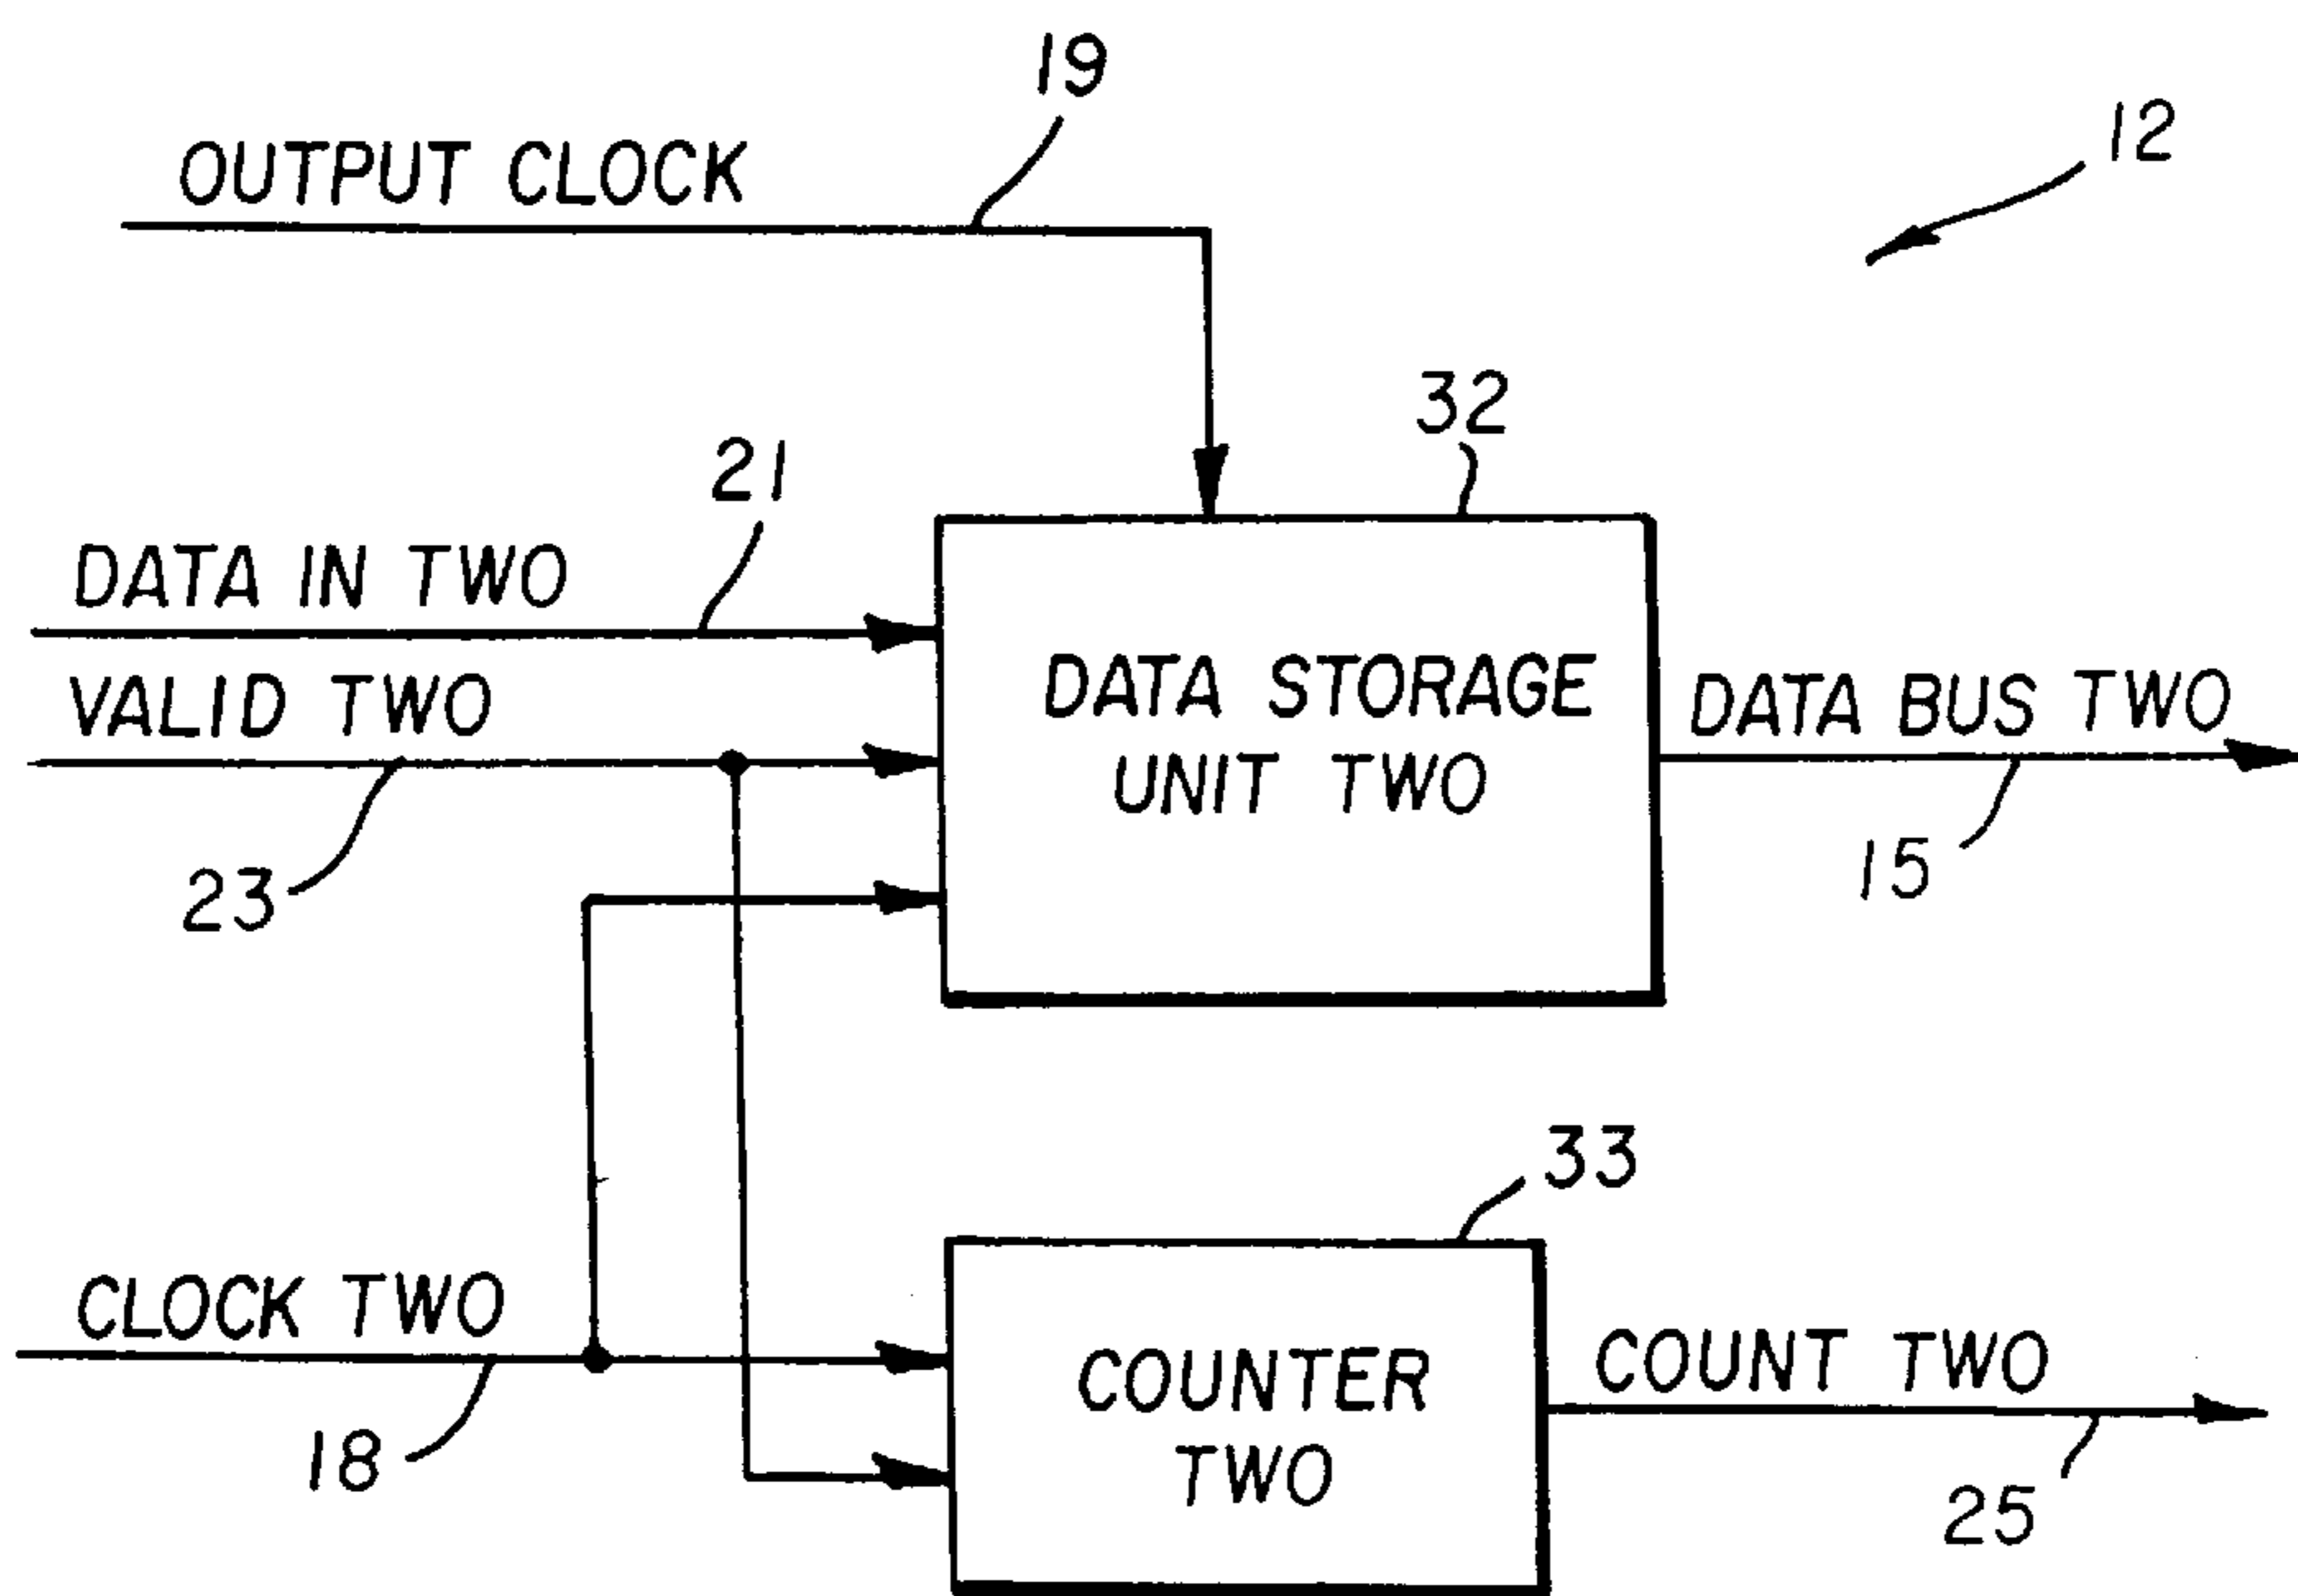 19
12
OUTPUT CLOCK
32
21
DATA IN TWO
VALID TWO
DATA STORAGE
UNIT TWO
DATA BUS TWO
23
15
33
CLOCK TWO
COUNTER
TWO
COUNT TWO
18
25